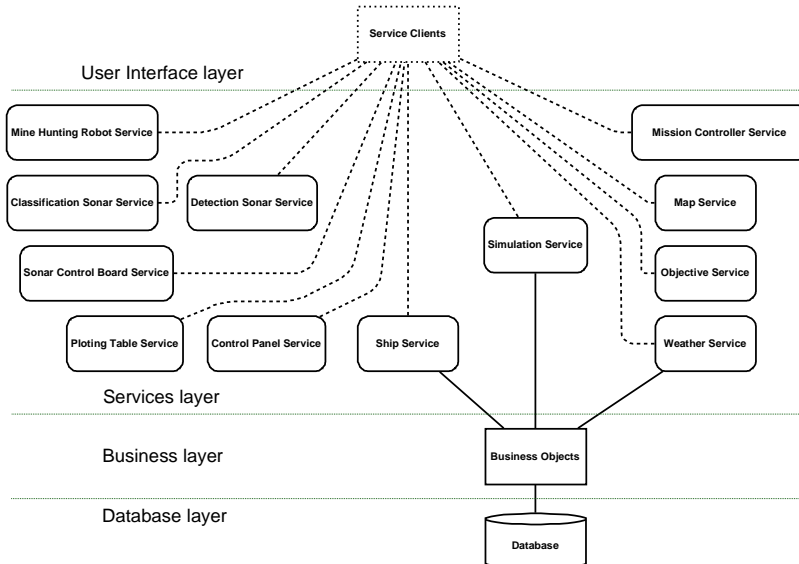 Service Clients
User Interface layer
Mine Hunting Robot Service
Mission Controller Service
Classification Sonar Service
Detection Sonar Service
Map Service
Simulation Service
Sonar Control Board Service
Objective Service
Ploting Table Service
Control Panel Service
Ship Service
Weather Service
Services layer
Business layer
Business Objects
Database layer
Database